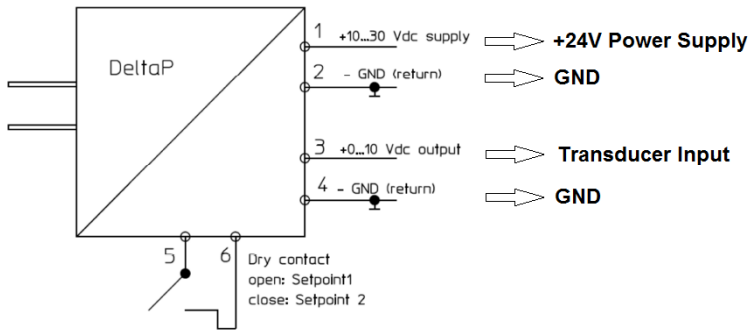 DeltaP
1 +10...30 Vdc supply +24V Power Supply
2 - GND (return) GND
3 +0...10 Vdc output Transducer Input
4 - GND (return) GND
5 6 Dry contact
open: Setpoint1
close: Setpoint 2